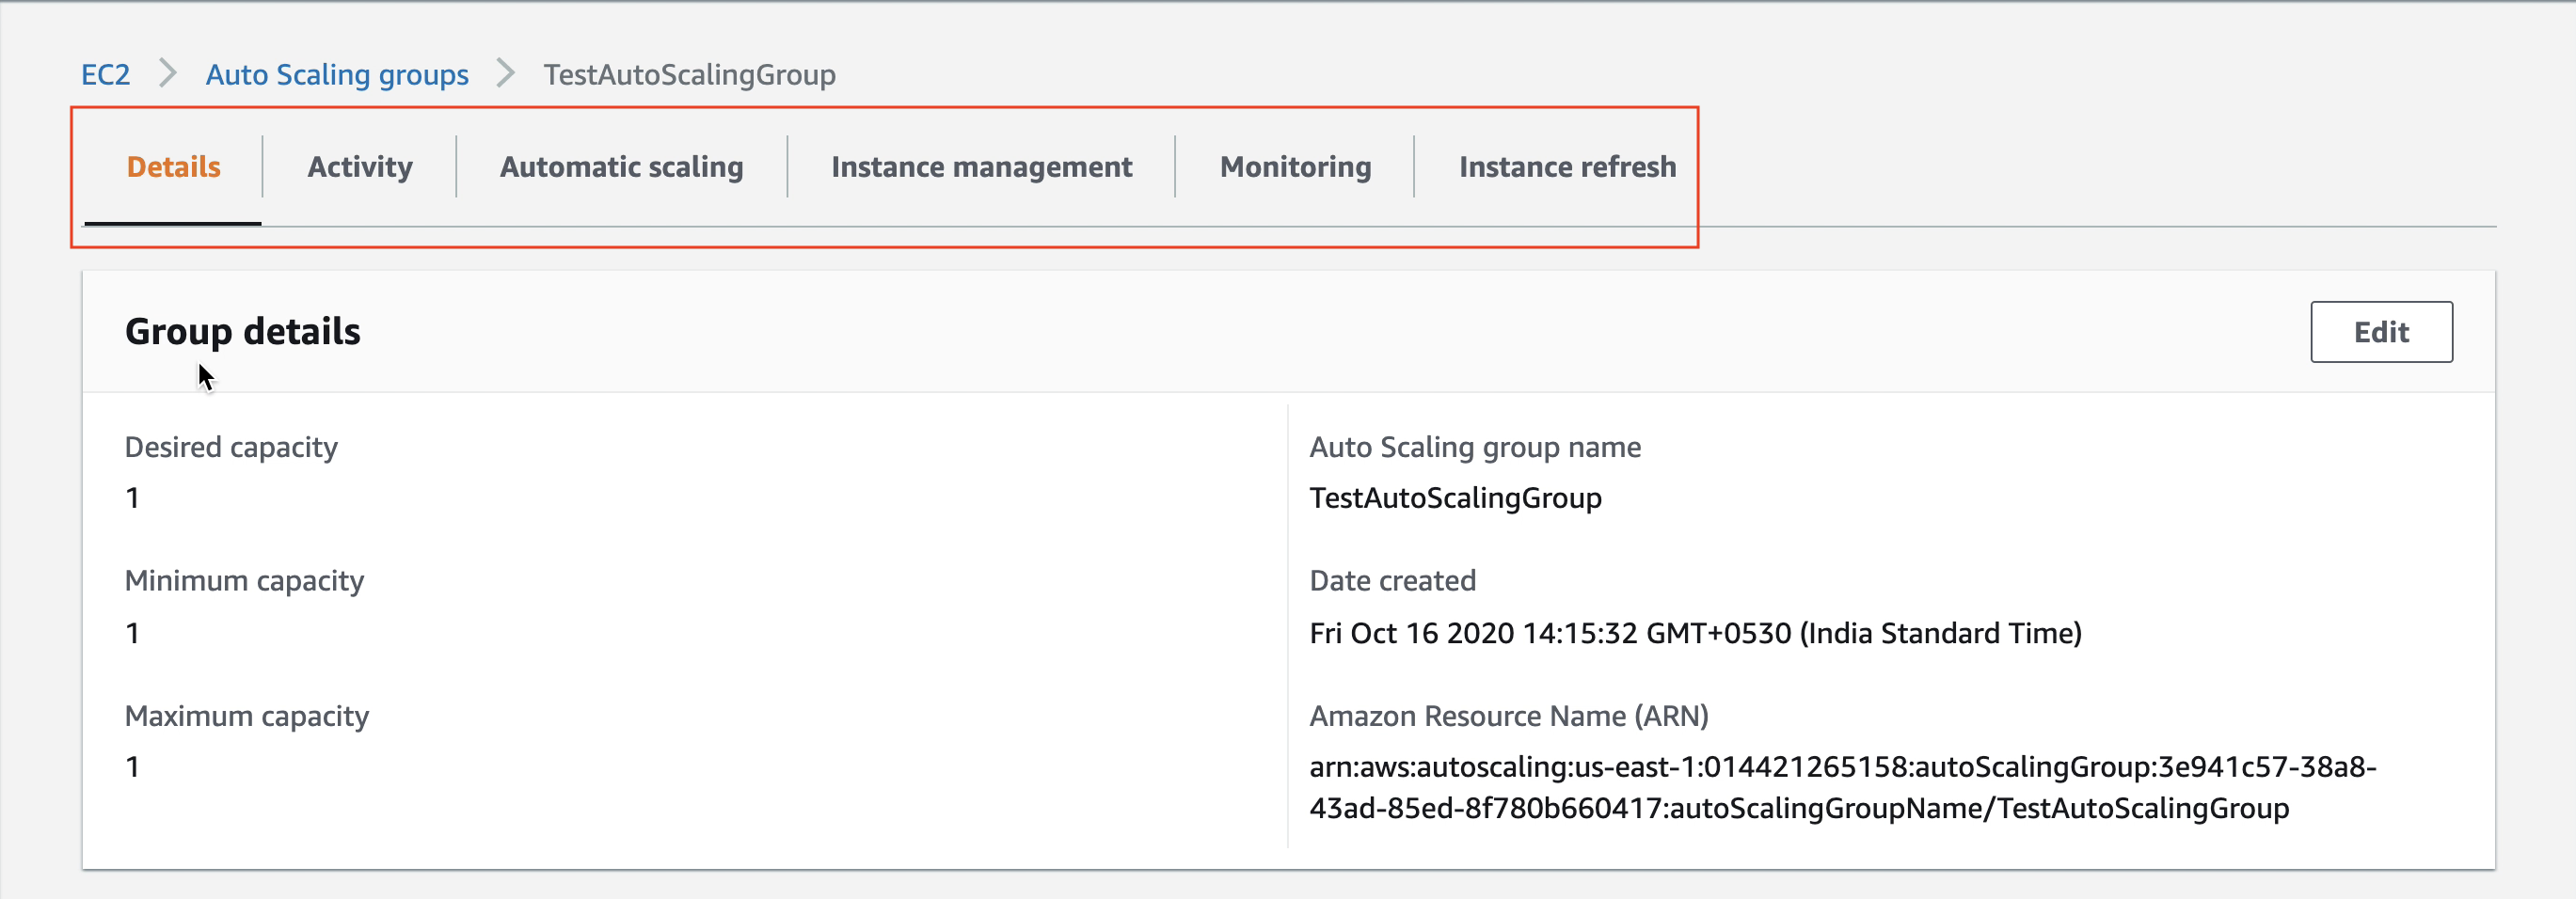 EC2 > Auto Scaling groups > TestAutoScalingGroup
Details Activity Automatic scaling Instance management Monitoring Instance refresh
Group details
Edit
Desired capacity
1
Minimum capacity
1
Maximum capacity
1
Auto Scaling group name
TestAutoScalingGroup
Date created
Fri Oct 16 2020 14:15:32 GMT+0530 (India Standard Time)
Amazon Resource Name (ARN)
arn:aws:autoscaling:us-east-1:014421265158:autoScalingGroup:3e941c57-38a8-
43ad-85ed-8f780b660417:autoScalingGroupName/TestAutoScalingGroup